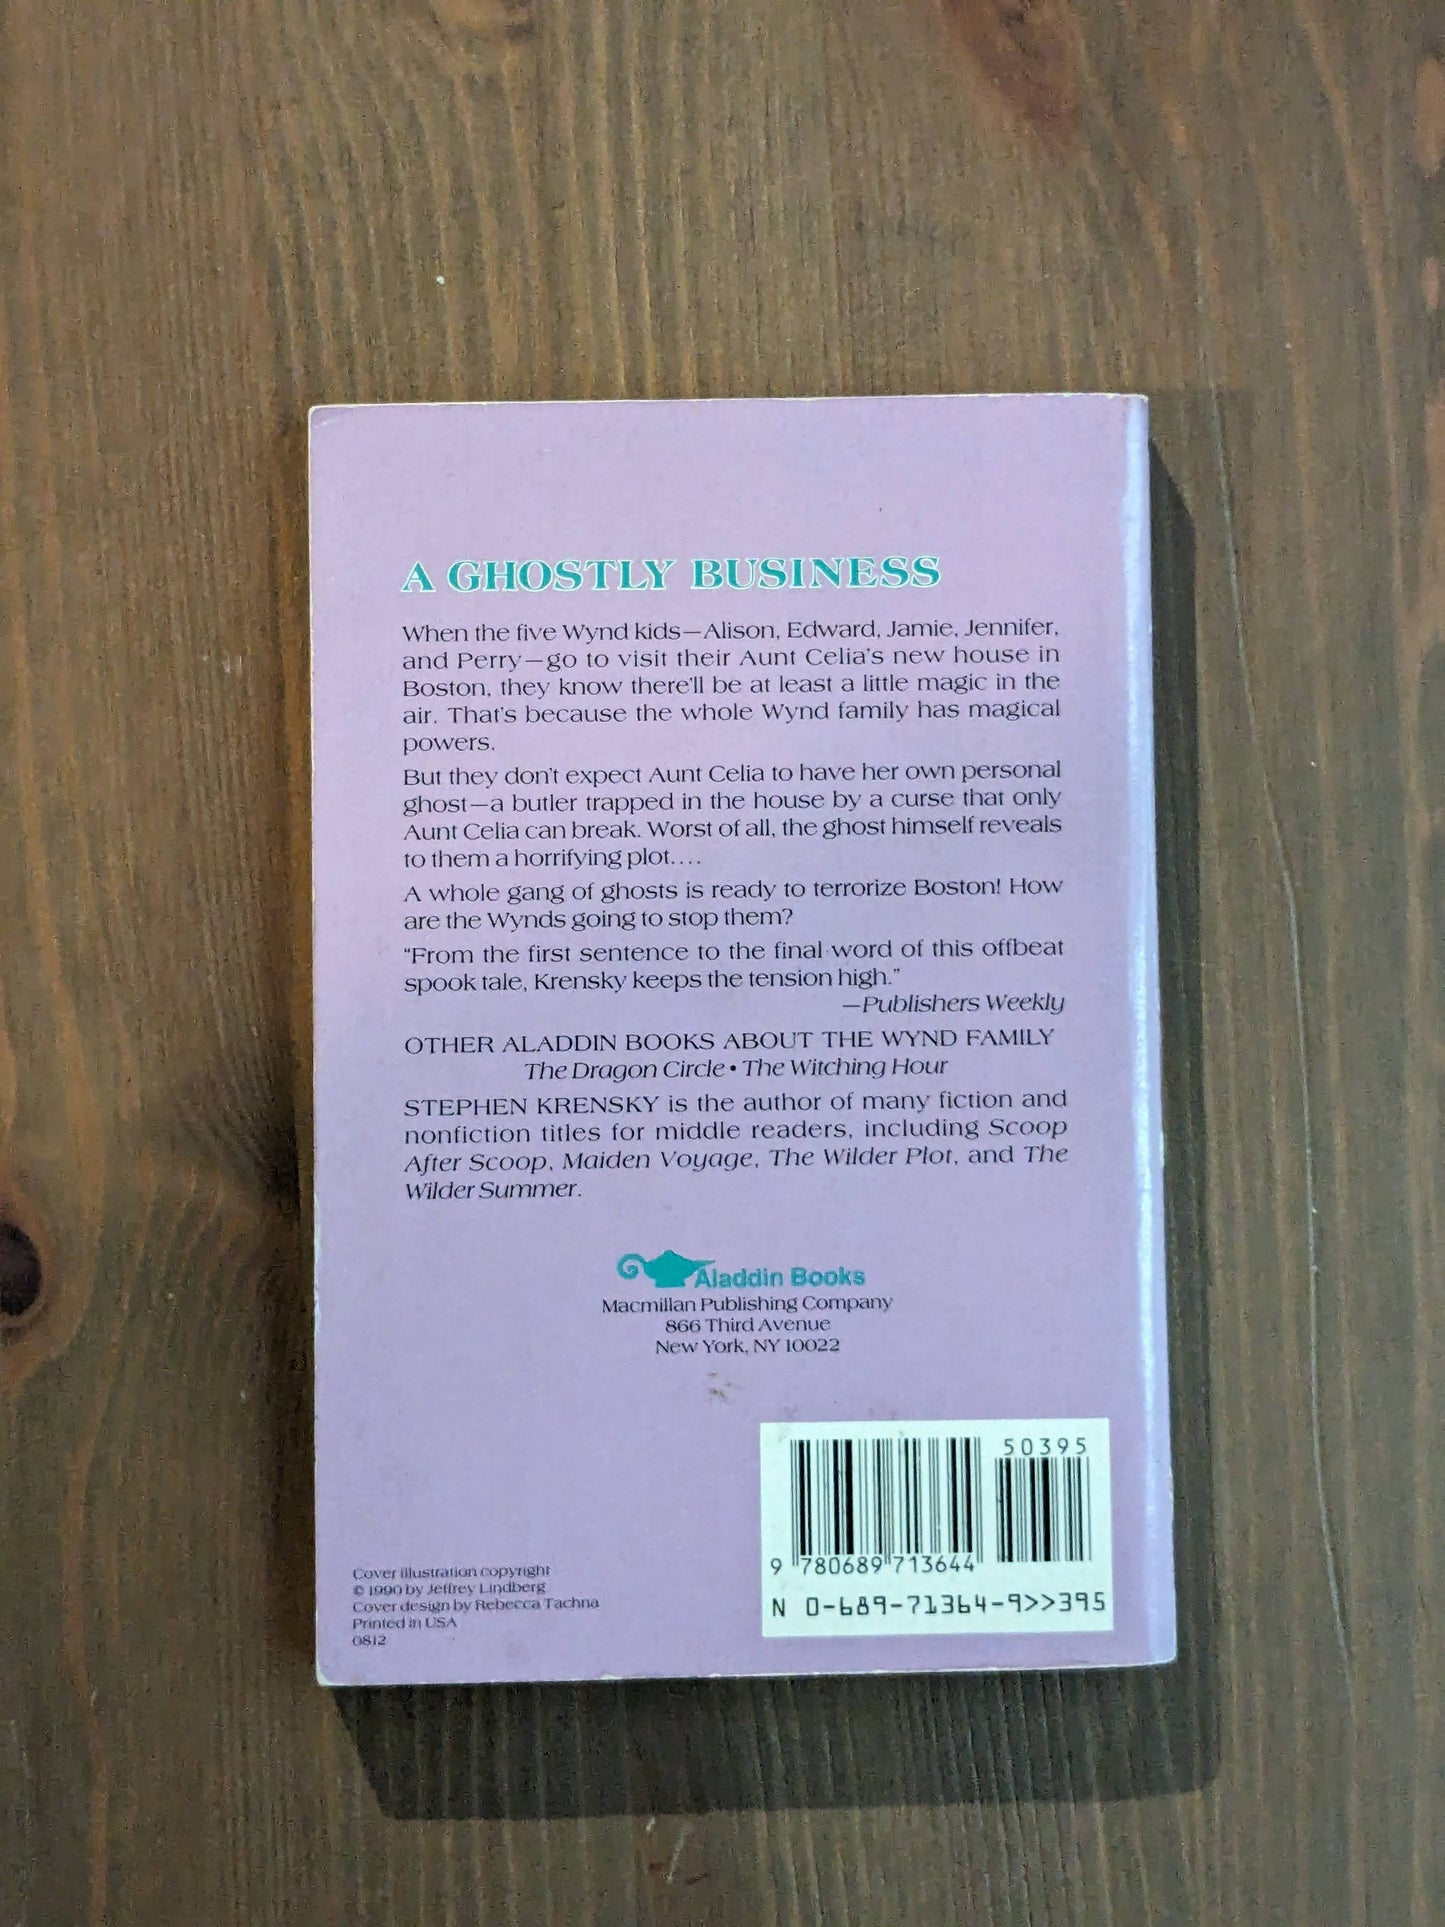 A GHOSTLY BUSINESS
When the five Wynd kids—Alison, Edward, Jamie, Jennifer,
and Perry—go to visit their Aunt Celia's new house in
Boston, they know there'll be at least a little magic in the
air. That's because the whole Wynd family has magical
powers.
But they don't expect Aunt Celia to have her own personal
ghost—a butler trapped in the house by a curse that only
Aunt Celia can break. Worst of all, the ghost himself reveals
to them a horrifying plot....
A whole gang of ghosts is ready to terrorize Boston! How
are the Wynds going to stop them?
"From the first sentence to the final word of this offbeat
spook tale, Krensky keeps the tension high."
—Publishers Weekly
OTHER ALADDIN BOOKS ABOUT THE WYND FAMILY
The Dragon Circle • The Witching Hour
STEPHEN KRENSKY is the author of many fiction and
nonfiction titles for middle readers, including Scoop
After Scoop, Maiden Voyage, The Wilder Plot, and The
Wilder Summer.
Aladdin Books
Macmillan Publishing Company
866 Third Avenue
New York, NY 10022
50395
9 780689 713644
N 0-689-71364-9>>395
Cover illustration copyright
© 1990 by Jeffrey Lindberg
Cover design by Rebecca Tachna
Printed in USA
0812